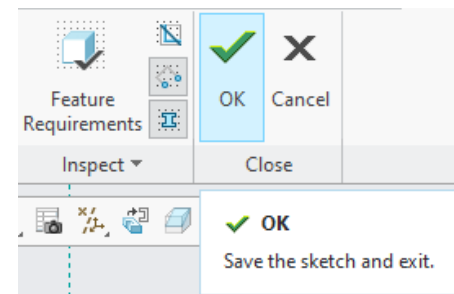 Feature
Requirements
OK
Cancel
Inspect
Close
OK
Save the sketch and exit.